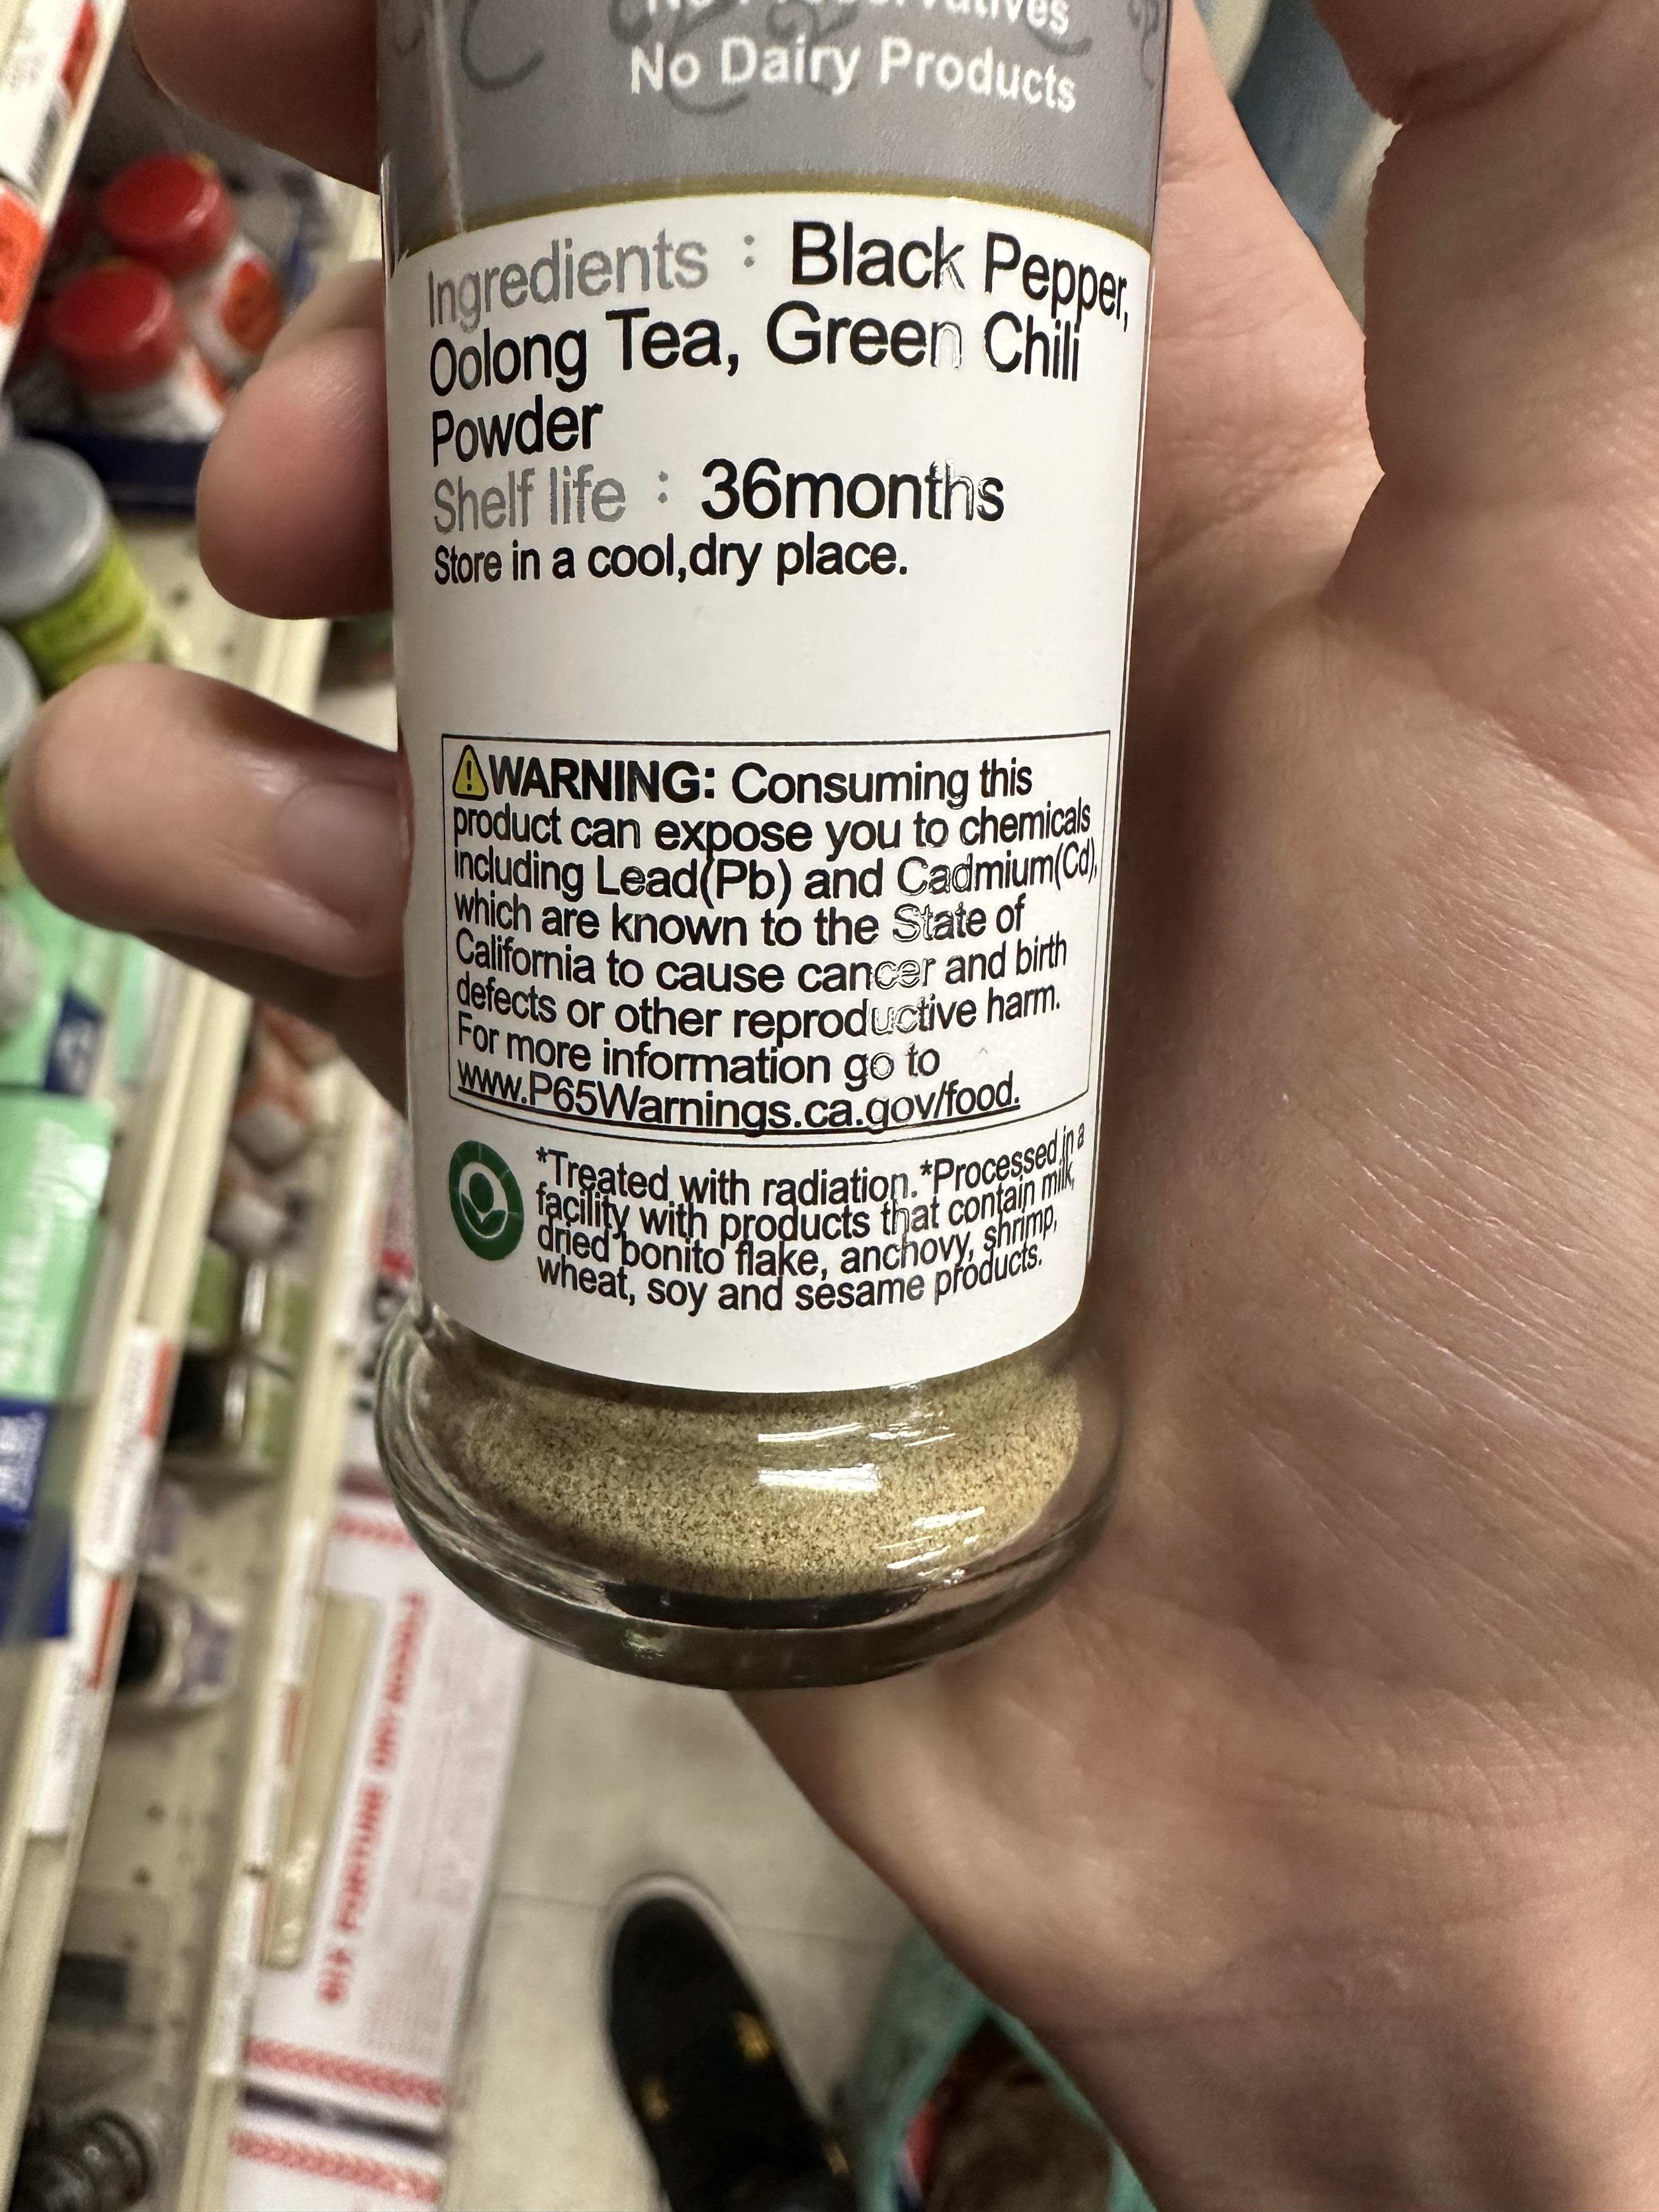 No Preservatives
No Dairy Products
Ingredients : Black Pepper,
Oolong Tea, Green Chili
Powder
Shelf life : 36months
Store in a cool,dry place.
⚠WARNING: Consuming this
product can expose you to chemicals
including Lead(Pb) and Cadmium(Cd),
which are known to the State of
California to cause cancer and birth
defects or other reproductive harm.
For more information go to
www.P65Warnings.ca.gov/food.
*Treated with radiation.*Processed in a
facility with products that contain milk,
dried bonito flake, anchovy, shrimp,
wheat, soy and sesame products.